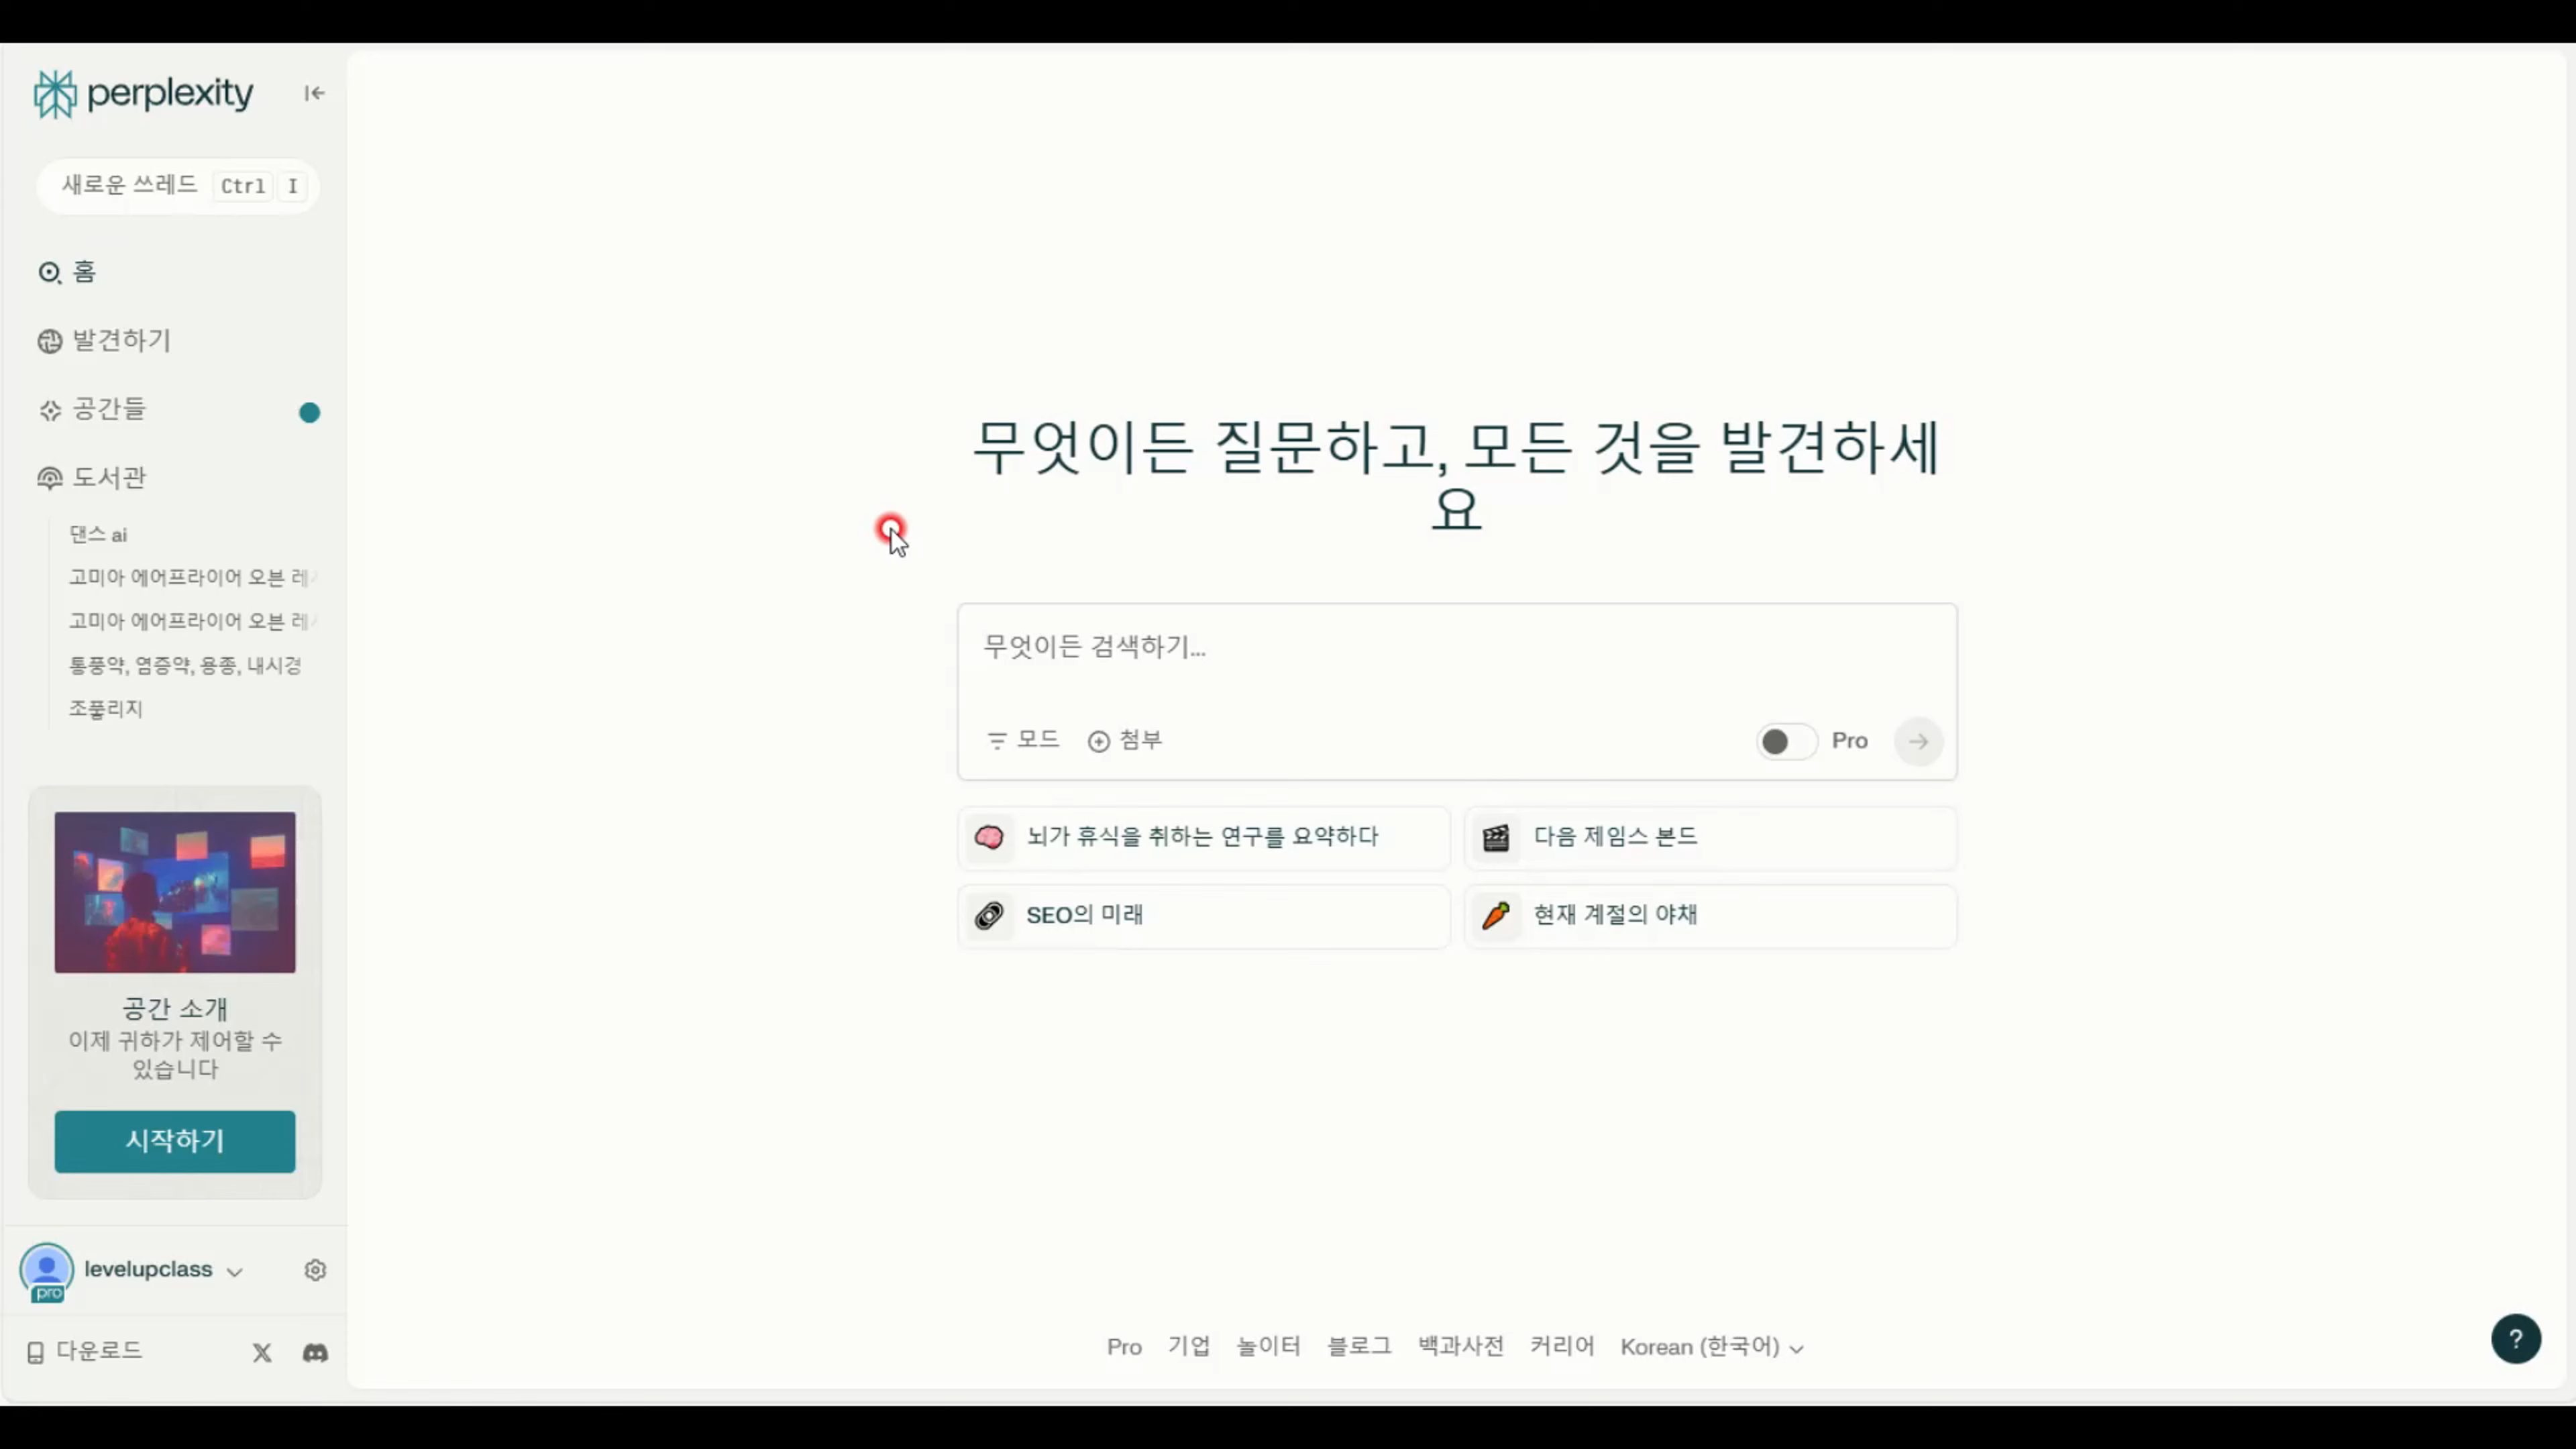 perplexity
새로운 쓰레드 Ctrl I
홈
발견하기
공간들
도서관
댄스 ai
고미아 에어프라이어 오븐
고미아 에어프라이어 오븐
통풍약, 염증약, 용종, 내시경
조풀리지
공간 소개
이제 귀하가 제어할 수
있습니다
시작하기
pro
levelupclass
다운로드
무엇이든 질문하고, 모든 것을 발견하세
요
무엇이든 검색하기...
모드 첨부 Pro
뇌가 휴식을 취하는 연구를 요약하다
다음 제임스 본드
SEO의 미래
현재 계절의 야채
Pro 기업 놀이터 블로그 백과사전 커리어 Korean (한국어)
?